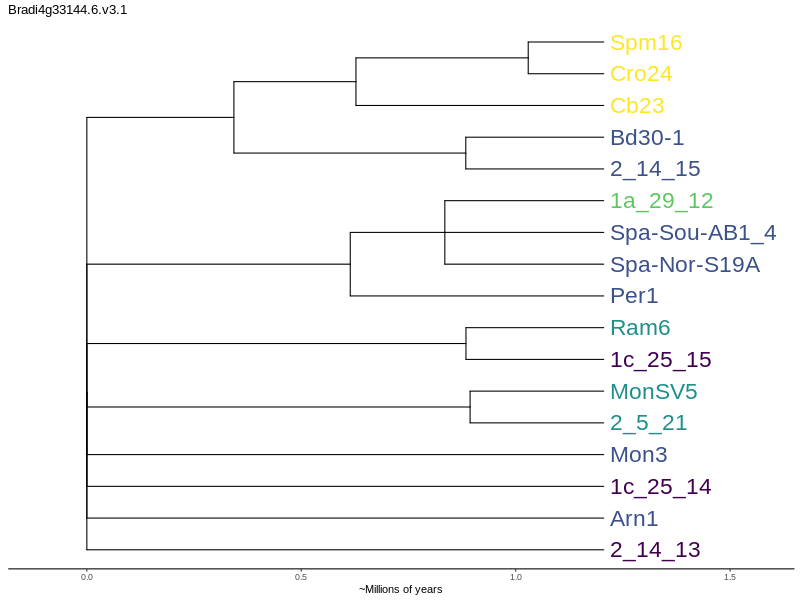 Bradi4g33144.6.v3.1
Spm16
Cro24
Cb23
Bd30-1
2_14_15
1a_29_12
Spa-Sou-AB1_4
Spa-Nor-S19A
Per1
Ram6
1c_25_15
MonSV5
2_5_21
Mon3
1c_25_14
Arn1
2_14_13
0.0 0.5 1.0 1.5
~Millions of years